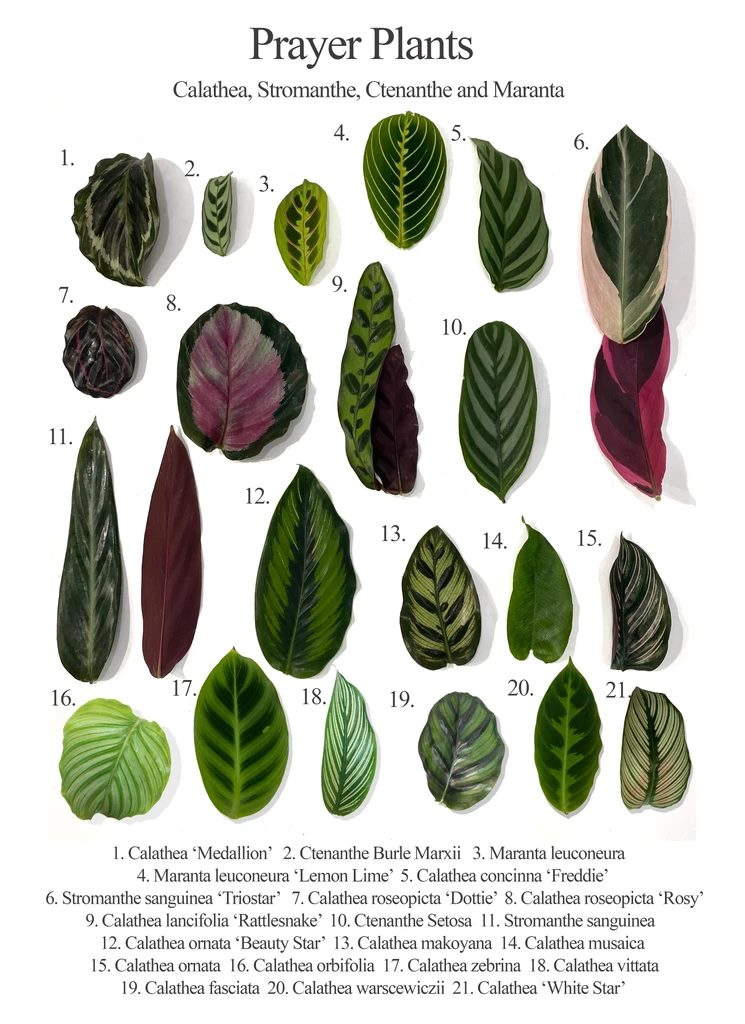 Prayer Plants
Calathea, Stromanthe, Ctenanthe and Maranta
1.
2.
3.
4.
5.
6.
7.
8.
9.
10.
11.
12.
13.
14.
15.
16.
17.
18.
19.
20.
21.
1. Calathea ‘Medallion’ 2. Ctenanthe Burle Marxii 3. Maranta leuconeura
4. Maranta leuconeura ‘Lemon Lime’ 5. Calathea concinna ‘Freddie’
6. Stromanthe sanguinea ‘Triostar’ 7. Calathea roseopicta ‘Dottie’ 8. Calathea roseopicta ‘Rosy’
9. Calathea lancifolia ‘Rattlesnake’ 10. Ctenanthe Setosa 11. Stromanthe sanguinea
12. Calathea ornata ‘Beauty Star’ 13. Calathea makoyana 14. Calathea musaica
15. Calathea ornata 16. Calathea orbifolia 17. Calathea zebrina 18. Calathea vittata
19. Calathea fasciata 20. Calathea warscewiczii 21. Calathea ‘White Star’